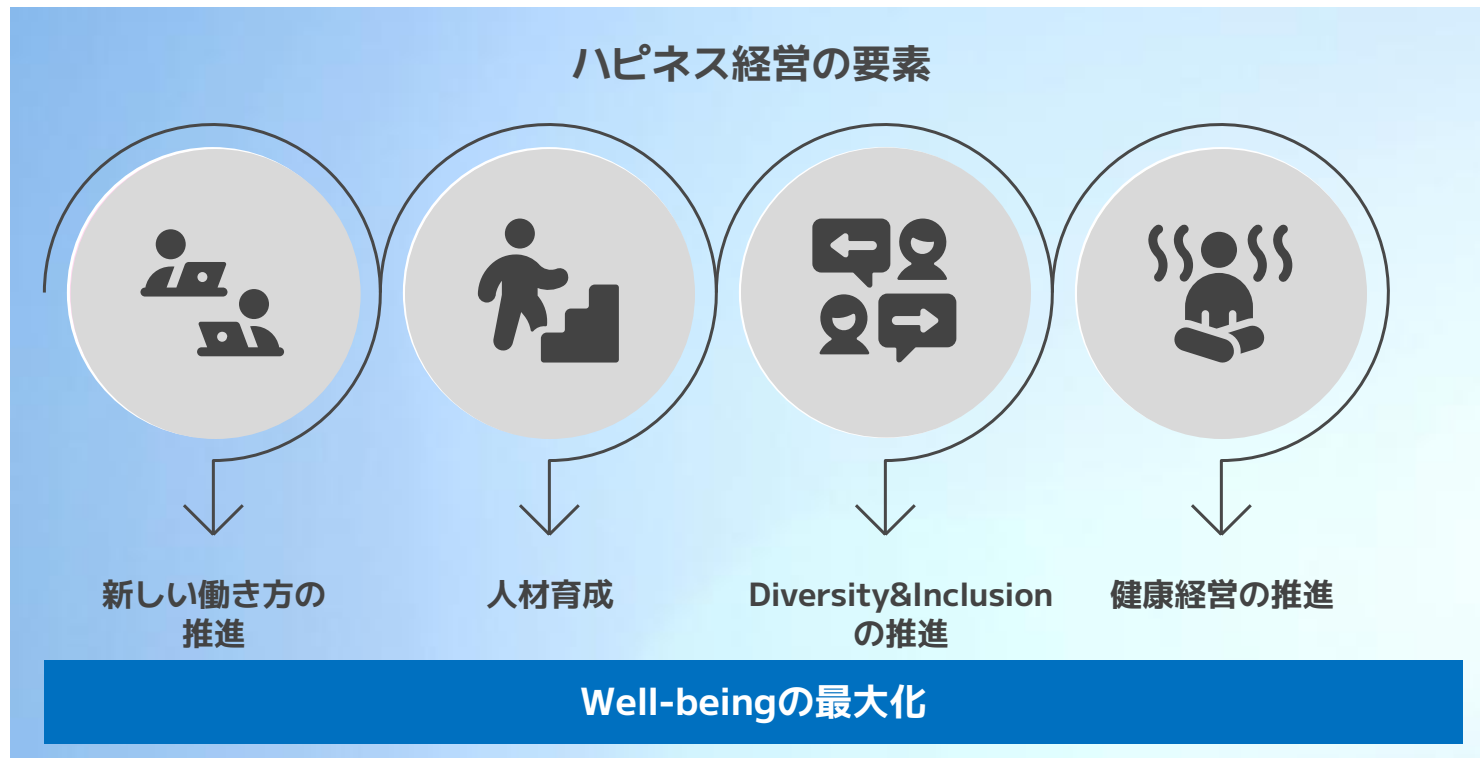 ハピネス経営の要素
新しい働き方の
推進
人材育成
Diversity&Inclusion
の推進
健康経営の推進
Well-beingの最大化